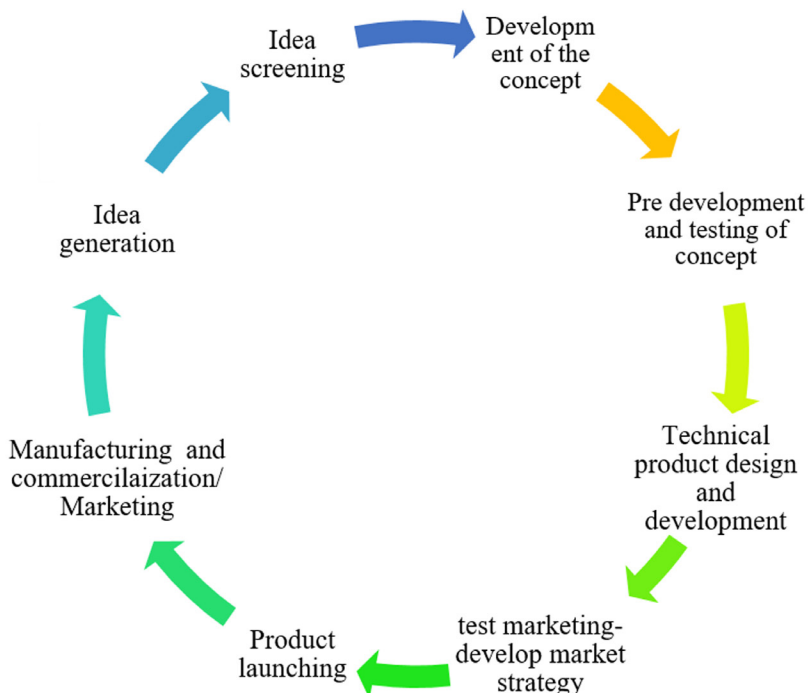 Idea
screening
Developm
ent of the
concept
Pre development
and testing of
concept
Technical
product design
and
development
test marketing-
develop market
strategy
Product
launching
Manufacturing  and
commercilaization/
Marketing
Idea
generation